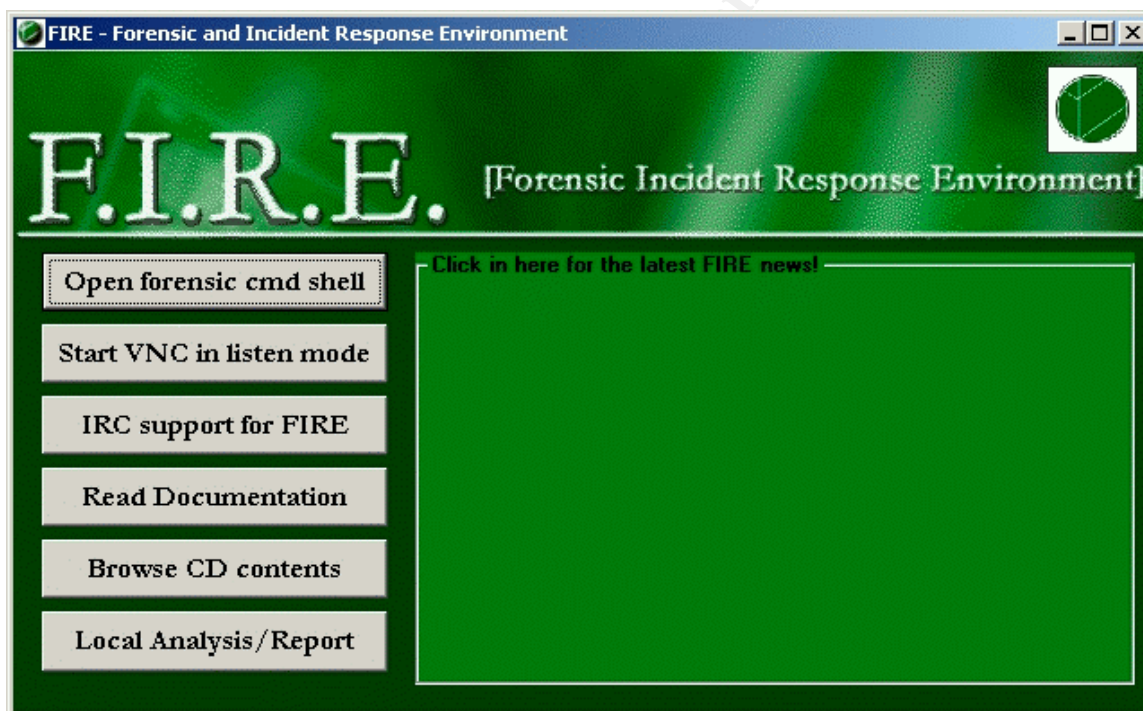 FIRE - Forensic and Incident Response Environment
F.I.R.E.
[Forensic Incident Response Environment]
Open forensic cmd shell
Click in here for the latest FIRE news!
Start VNC in listen mode
IRC support for FIRE
Read Documentation
Browse CD contents
Local Analysis/Report